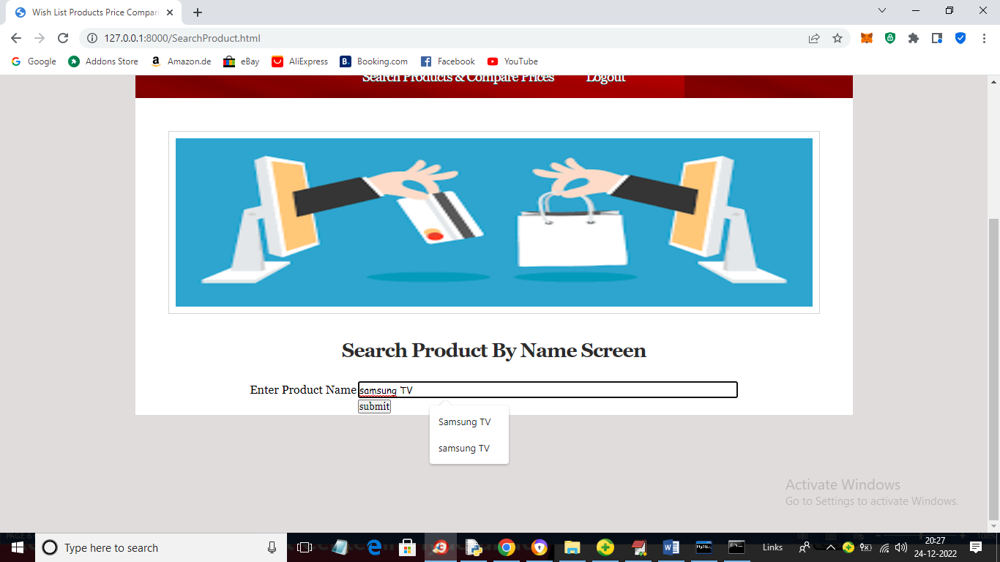 Wish List Products Price Compari
127.0.0.1:8000/SearchProduct.html
Google Addons Store Amazon.de eBay AliExpress Booking.com Facebook YouTube
Search Products & Compare Prices Logout
Search Product By Name Screen
Enter Product Name samsung TV
submit
Samsung TV
samsung TV
Activate Windows
Go to Settings to activate Windows.
Type here to search
Links
20:27
24-12-2022